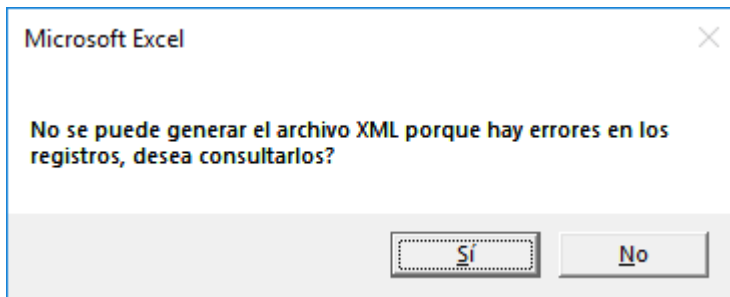 Microsoft Excel
No se puede generar el archivo XML porque hay errores en los
registros, desea consultarlos?
Sí
No